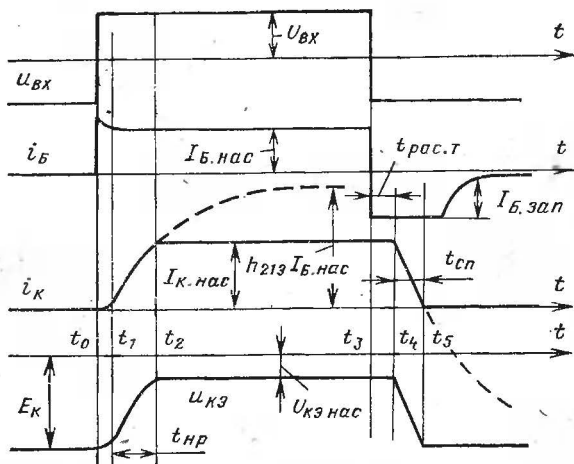 U_вх
t
u_вх
i_Б
I_Б.нас
t_рас.т
t
I_Б.зап
I_К.нас
h_21Э I_Б.нас
t_сп
i_К
t
t_0
t_1
t_2
t_3
t_4
t_5
t
E_К
u_КЭ
U_КЭ нас
t_нр